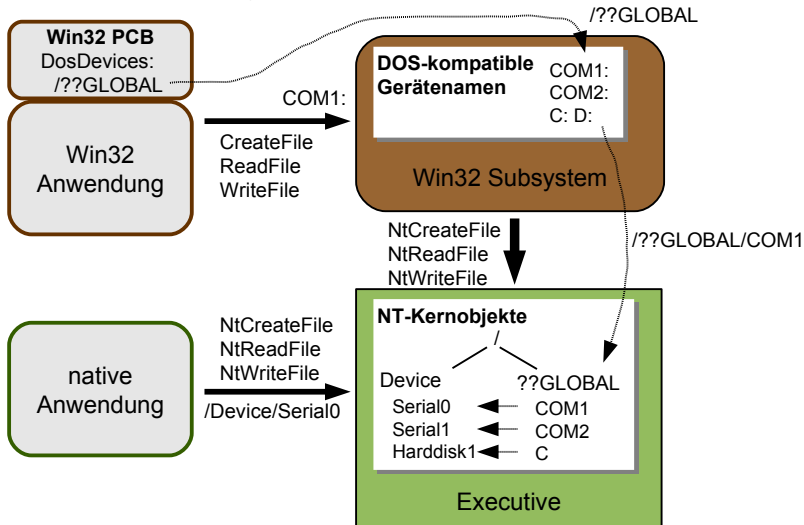 Win32 PCB
DosDevices:
/??GLOBAL
Win32
Anwendung
COM1:
CreateFile
ReadFile
WriteFile
/??GLOBAL
DOS-kompatible
Gerätenamen
COM1:
COM2:
C: D:
Win32 Subsystem
NtCreateFile
NtReadFile
NtWriteFile
/??GLOBAL/COM1
native
Anwendung
NtCreateFile
NtReadFile
NtWriteFile
/Device/Serial0
NT-Kernobjekte
/
Device ??GLOBAL
Serial0 COM1
Serial1 COM2
Harddisk1 C
Executive